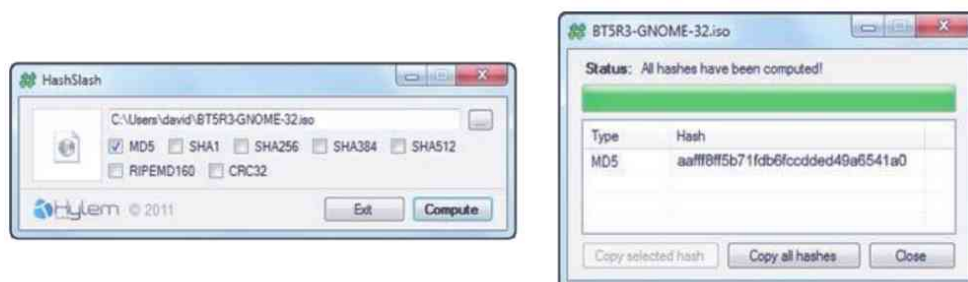 HashSlash
C:\Users\david\BT5R3-GNOME-32.iso
...
MD5 SHA1 SHA256 SHA384 SHA512
RIPEMD160 CRC32
Hylem © 2011
Exit Compute
BT5R3-GNOME-32.iso
Status: All hashes have been computed!
Type Hash
MD5 aafff8ff5b71fdb6fccdded49a6541a0
Copy selected hash Copy all hashes Close